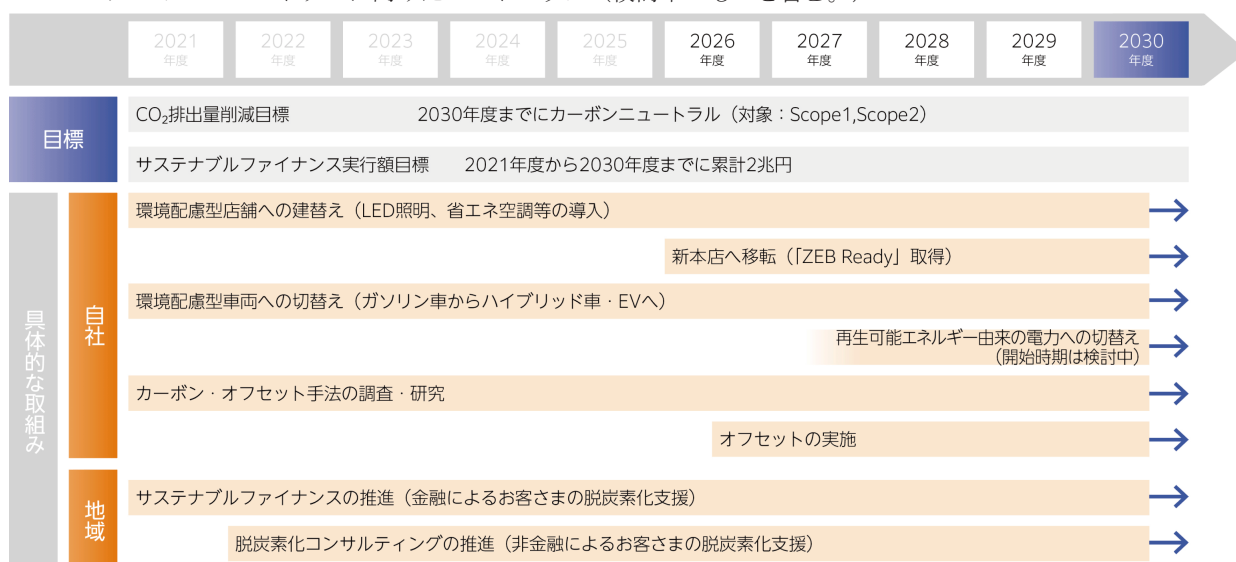 2021
年度
2022
年度
2023
年度
2024
年度
2025
年度
2026
年度
2027
年度
2028
年度
2029
年度
2030
年度
目標
CO₂排出量削減目標 2030年度までにカーボンニュートラル（対象：Scope1,Scope2）
サステナブルファイナンス実行額目標 2021年度から2030年度までに累計2兆円
具体的な取組み
自社
環境配慮型店舗への建替え（LED照明、省エネ空調等の導入）
新本店へ移転（「ZEB Ready」取得）
環境配慮型車両への切替え（ガソリン車からハイブリッド車・EVへ）
再生可能エネルギー由来の電力への切替え
（開始時期は検討中）
カーボン・オフセット手法の調査・研究
オフセットの実施
地域
サステナブルファイナンスの推進（金融によるお客さまの脱炭素化支援）
脱炭素化コンサルティングの推進（非金融によるお客さまの脱炭素化支援）